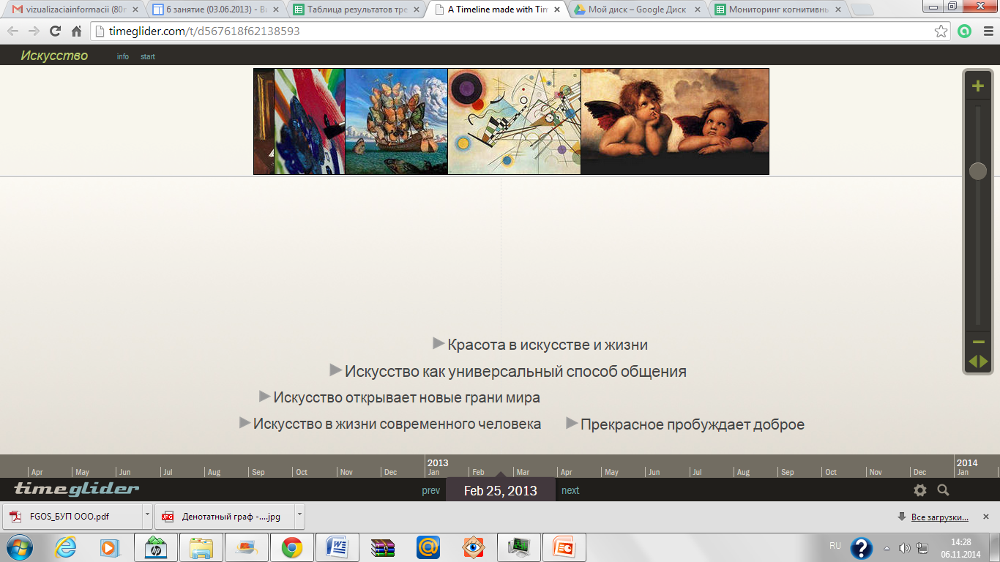 vizualizaciainformacii (80m
6 занятие (03.06.2013) - Ви
Таблица результатов тре
A Timeline made with Tim
Мой диск – Google Диск
Мониторинг когнитивны
timeglider.com/t/d567618f62138593
Искусство info start
Красота в искусстве и жизни
Искусство как универсальный способ общения
Искусство открывает новые грани мира
Искусство в жизни современного человека
Прекрасное пробуждает доброе
2013 2014
Apr May Jun Jul Aug Sep Oct Nov Dec Jan Feb Mar Apr May Jun Jul Aug Sep Oct Nov Dec Jan
timeglider prev Feb 25, 2013 next
FGOS_БУП ООО.pdf
Денотатный граф -....jpg
Все загрузки...
RU
14:28
06.11.2014